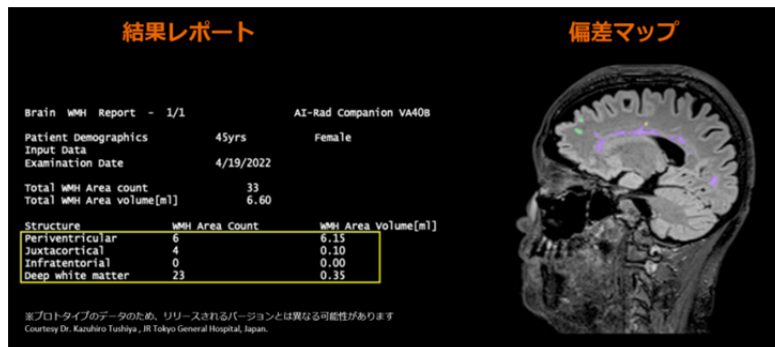 結果レポート
偏差マップ
Brain WMH Report - 1/1 AI-Rad Companion VA40B
Patient Demographics 45yrs Female
Input Data
Examination Date 4/19/2022
Total WMH Area count 33
Total WMH Area volume[ml] 6.60
Structure WMH Area Count WMH Area Volume[ml]
Periventricular 6 6.15
Juxtacortical 4 0.10
Infratentorial 0 0.00
Deep white matter 23 0.35
※プロトタイプのデータのため、リリースされるバージョンとは異なる可能性があります
Courtesy Dr. Kazuhiro Tushiya , JR Tokyo General Hospital, Japan.